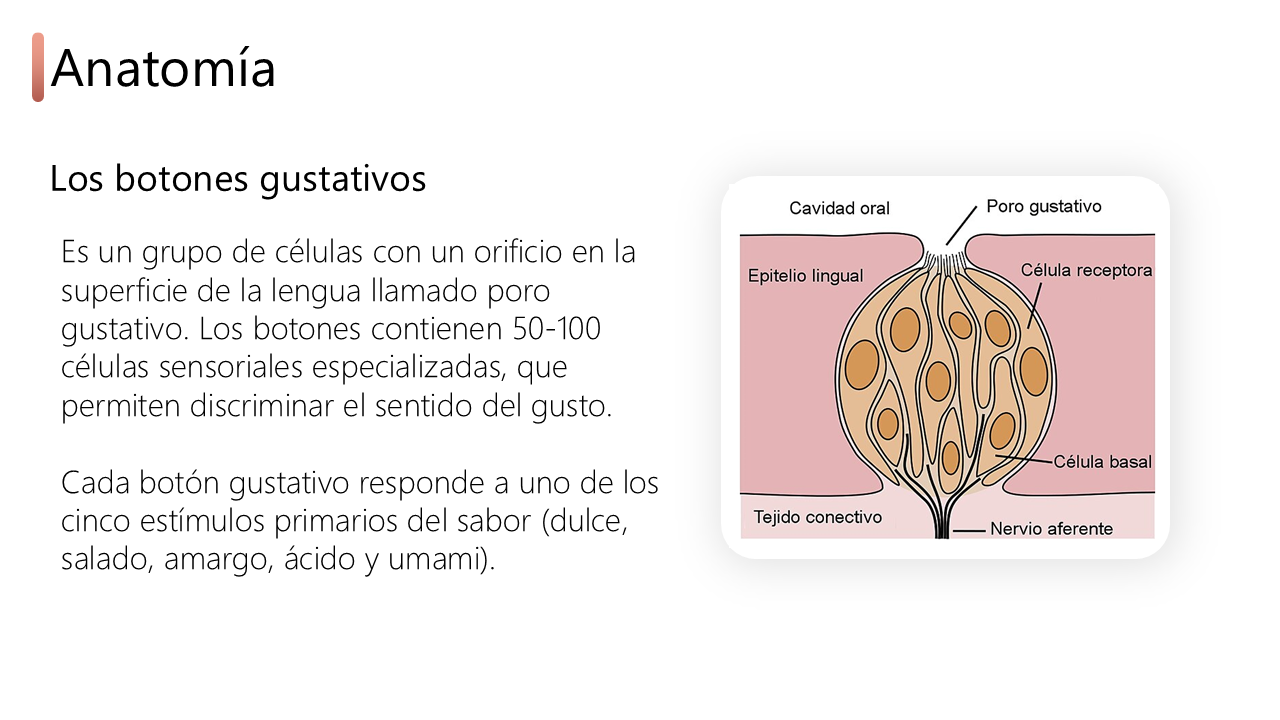 Anatomía
Los botones gustativos
Es un grupo de células con un orificio en la
superficie de la lengua llamado poro
gustativo. Los botones contienen 50-100
células sensoriales especializadas, que
permiten discriminar el sentido del gusto.
Cada botón gustativo responde a uno de los
cinco estímulos primarios del sabor (dulce,
salado, amargo, ácido y umami).
Cavidad oral
Poro gustativo
Epitelio lingual
Célula receptora
Célula basal
Tejido conectivo
Nervio aferente